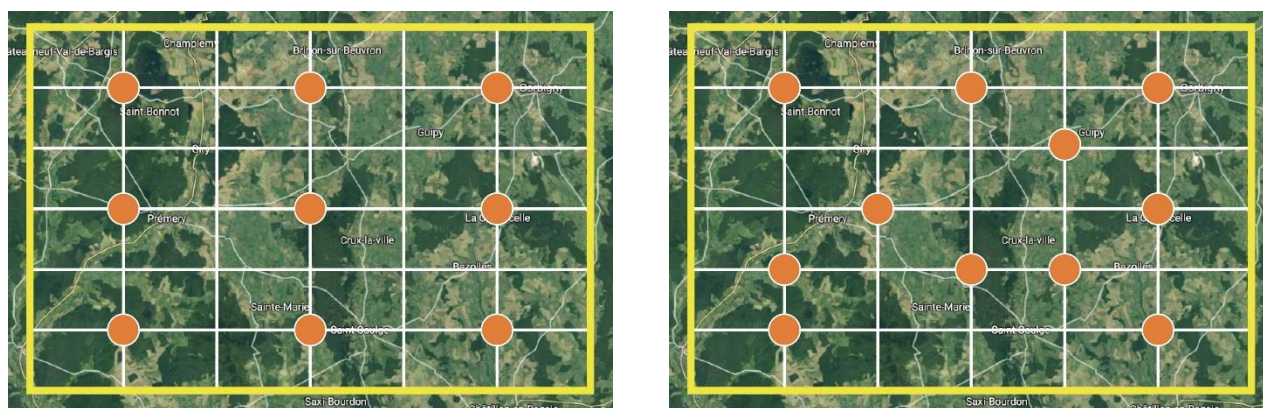 Champlemy
Brinon-sur-Beuvron
Saint-Bonnot
Corbigny
Guipy
Giry
Prémery
Crux-la-ville
Bazolles
Sainte-Marie
Saint-Saulge
Saxi-Bourdon
Champlemy
Brinon-sur-Beuvron
Saint-Bonnot
Corbigny
Guipy
Giry
Prémery
Crux-la-ville
Bazolles
Sainte-Marie
Saint-Saulge
Saxi-Bourdon